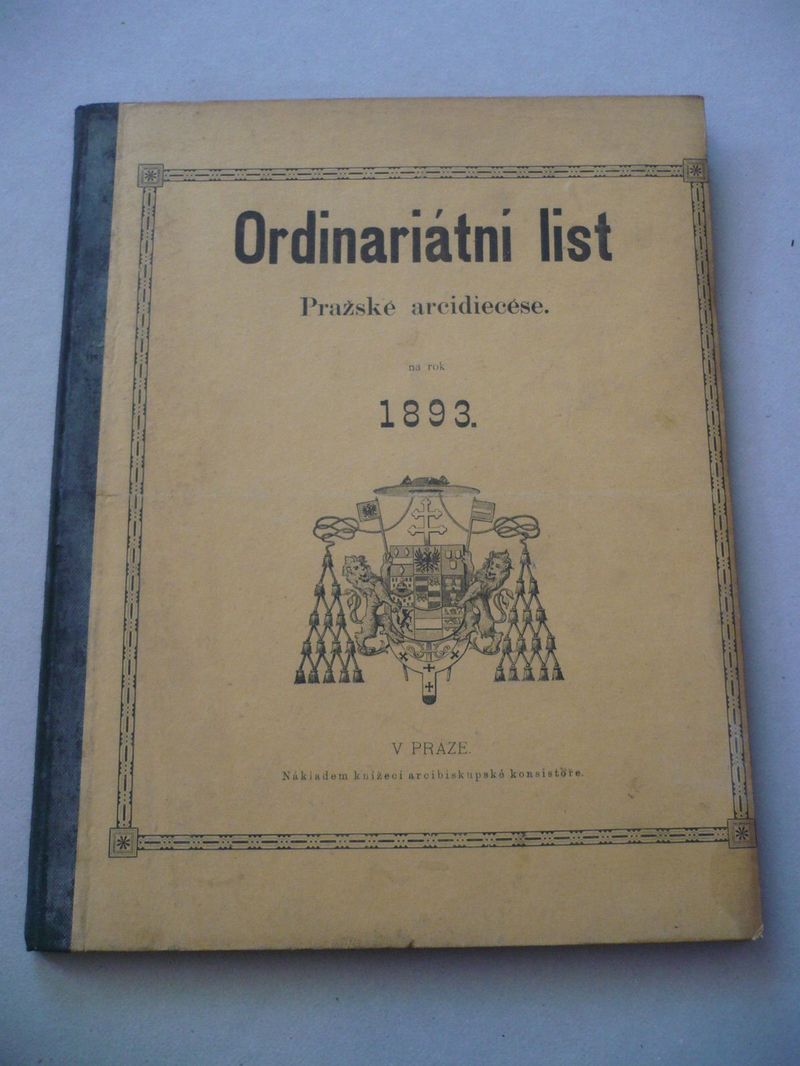 Ordinariátní list
Pražské arcidiecése.
na rok
1893.
V PRAZE.
Nákladem knížecí arcibiskupské konsistoře.